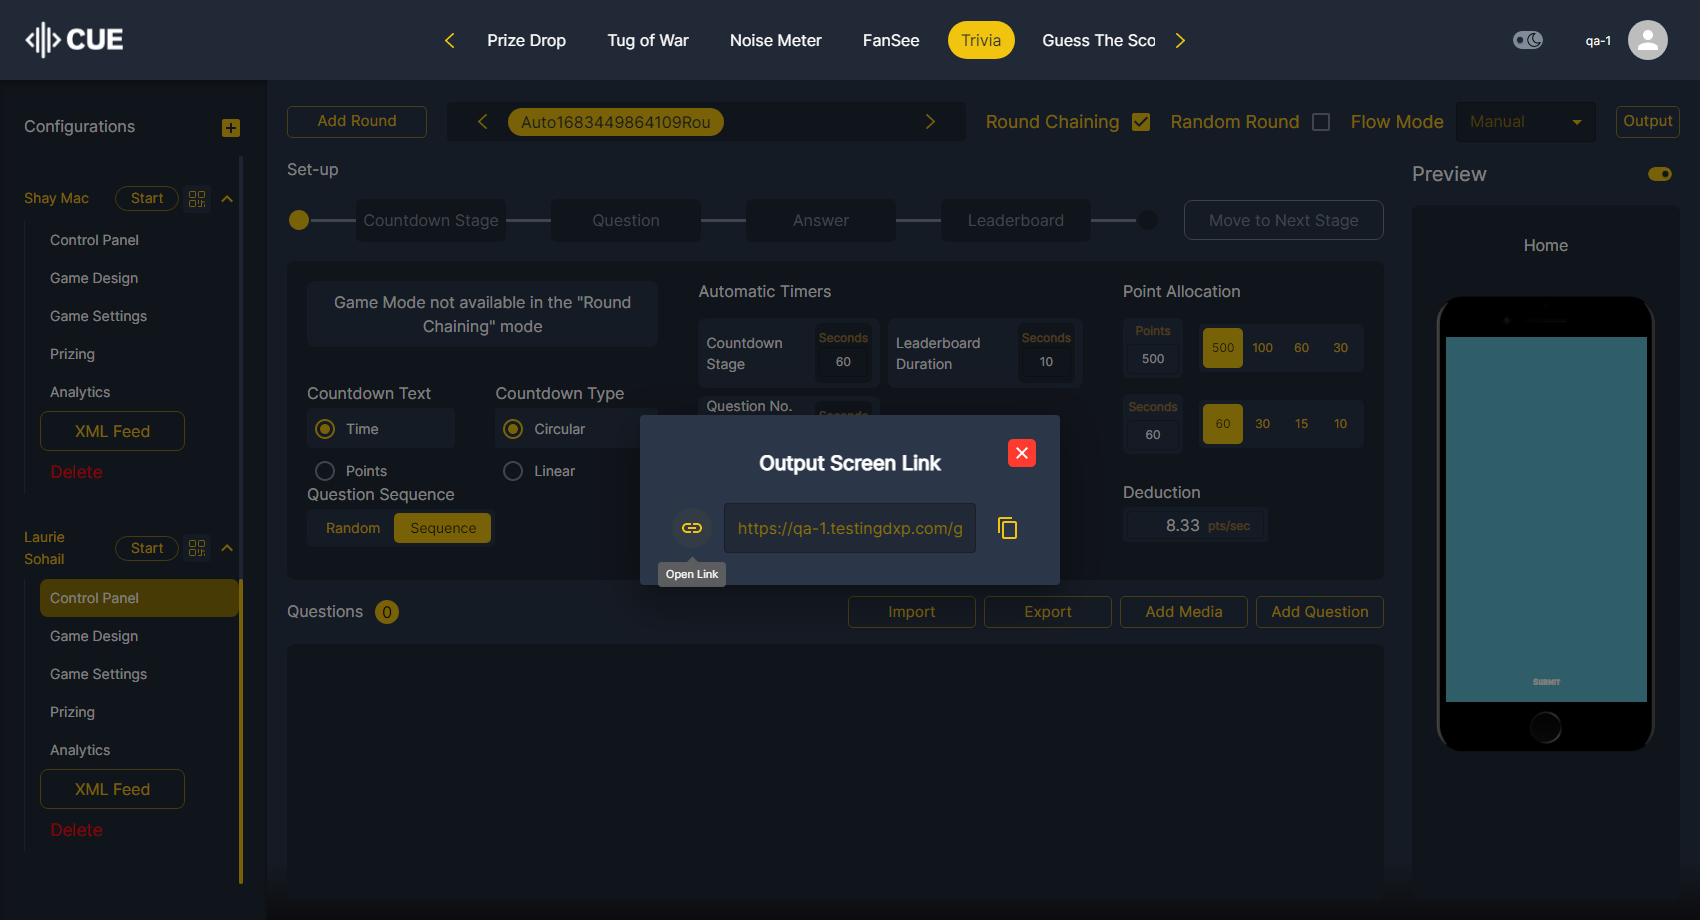 CUE
Prize Drop
Tug of War
Noise Meter
FanSee
Trivia
Guess The Sco
qa-1
Configurations
Shay Mac
Start
Control Panel
Game Design
Game Settings
Prizing
Analytics
XML Feed
Delete
Laurie
Sohail
Start
Control Panel
Game Design
Game Settings
Prizing
Analytics
XML Feed
Delete
Add Round
Auto1683449864109Rou
Round Chaining
Random Round
Flow Mode
Manual
Output
Set-up
Countdown Stage
Question
Answer
Leaderboard
Move to Next Stage
Game Mode not available in the "Round
Chaining" mode
Countdown Text
Time
Points
Countdown Type
Circular
Linear
Question Sequence
Random
Sequence
Automatic Timers
Countdown
Stage
Seconds
60
Leaderboard
Duration
Seconds
10
Question No.
Seconds
Point Allocation
Points
500
500
100
60
30
Seconds
60
60
30
15
10
Deduction
8.33 pts/sec
Output Screen Link
https://qa-1.testingdxp.com/g
Open Link
Questions 0
Import
Export
Add Media
Add Question
Preview
Home
Submit